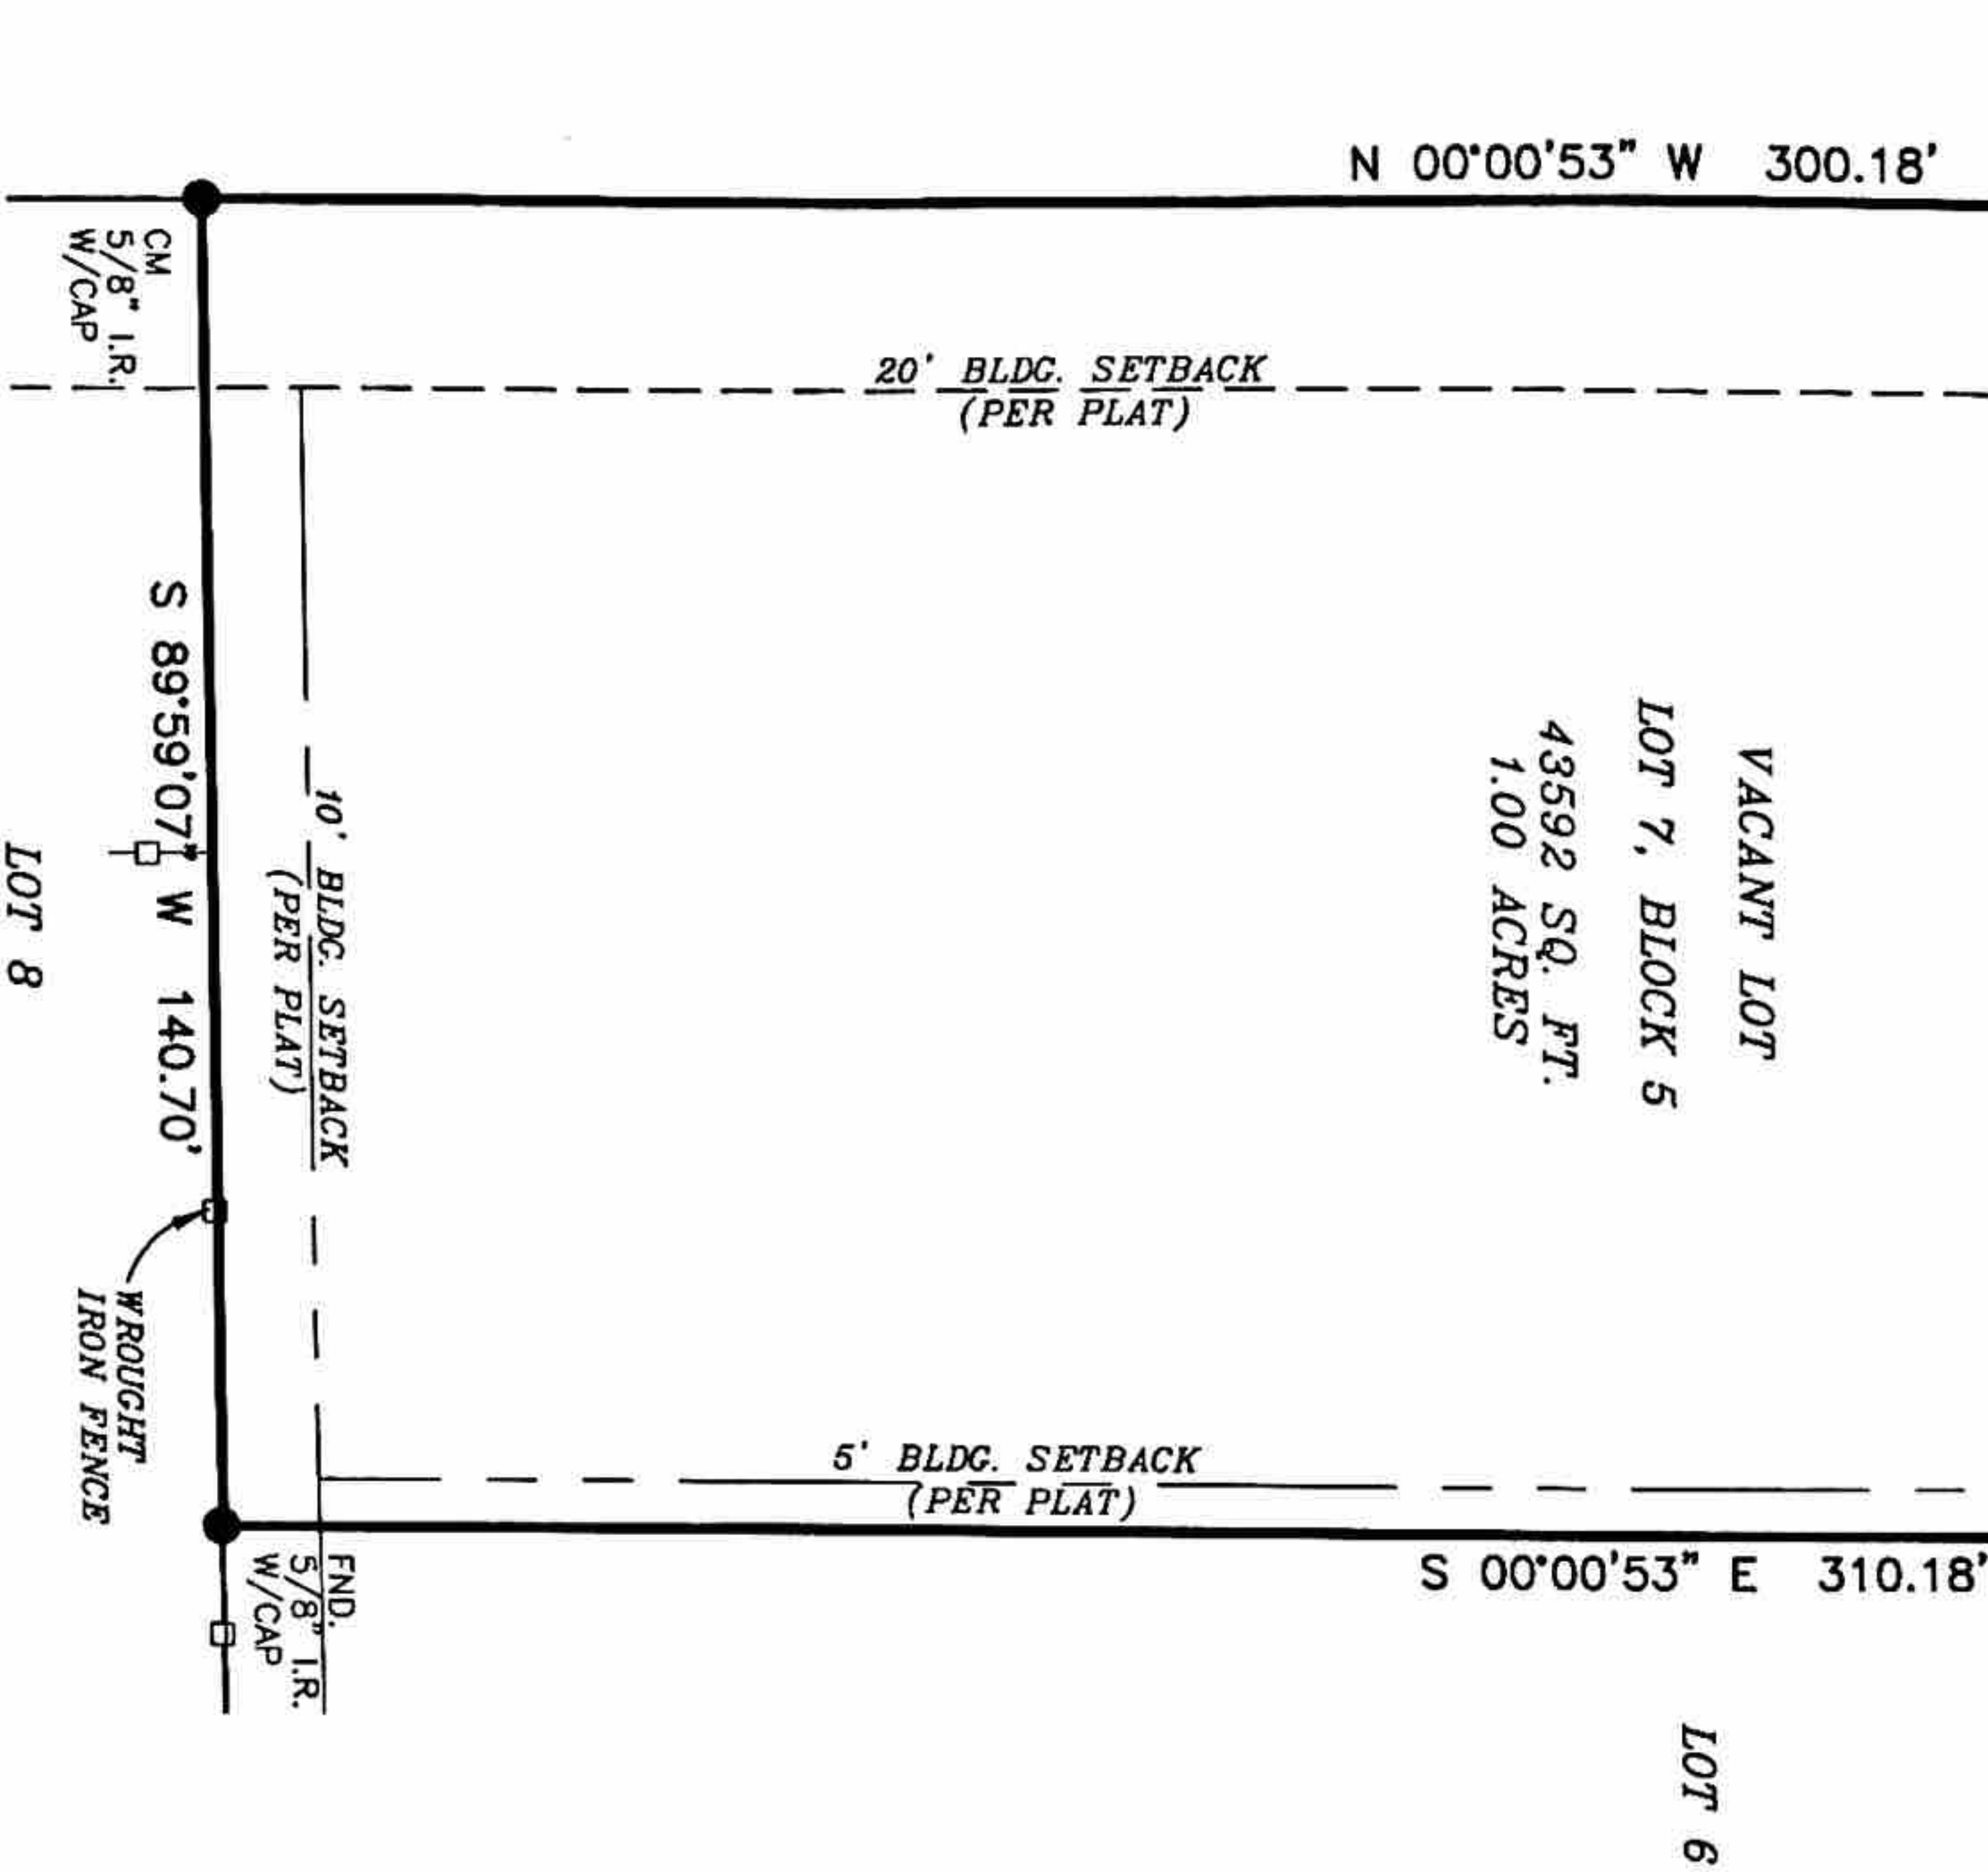 N 00°00'53" W 300.18'
CM
5/8" I.R.
W/CAP
20' BLDG. SETBACK
(PER PLAT)
VACANT LOT
LOT 7, BLOCK 5
43592 SQ. FT.
1.00 ACRES
10' BLDG. SETBACK
(PER PLAT)
S 89°59'07" W 140.70'
LOT 8
WROUGHT
IRON FENCE
5' BLDG. SETBACK
(PER PLAT)
S 00°00'53" E 310.18'
FND.
5/8" I.R.
W/CAP
LOT 6